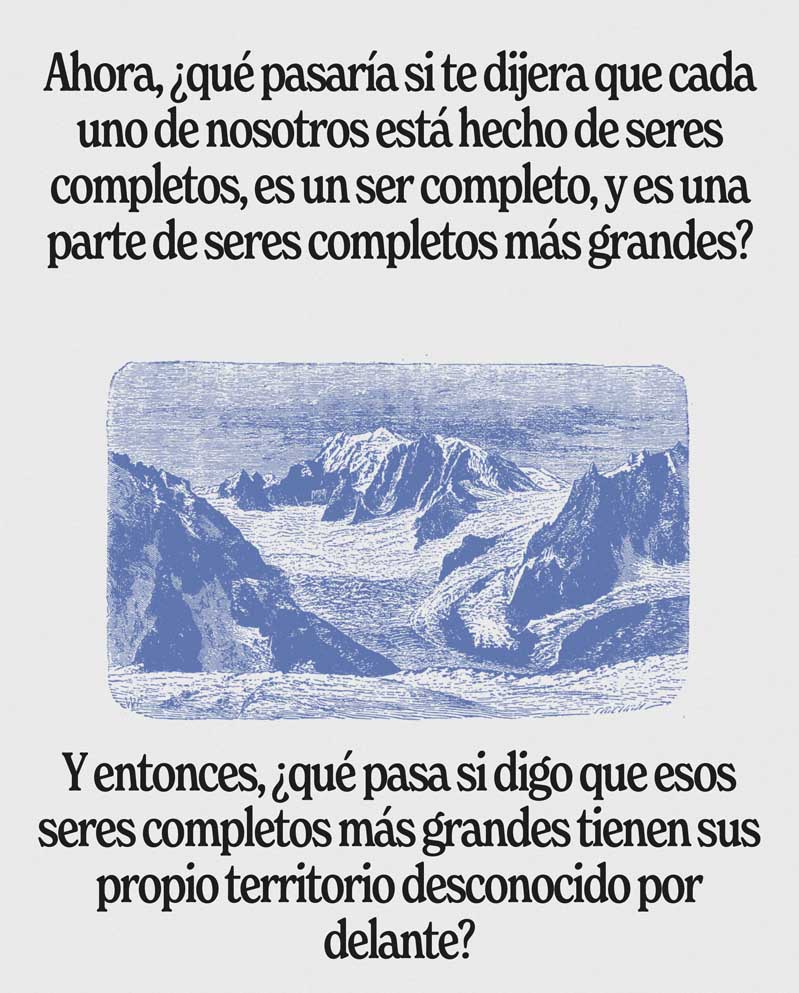 Ahora, ¿qué pasaría si te dijera que cada
uno de nosotros está hecho de seres
completos, es un ser completo, y es una
parte de seres completos más grandes?
Y entonces, ¿qué pasa si digo que esos
seres completos más grandes tienen sus
propio territorio desconocido por
delante?